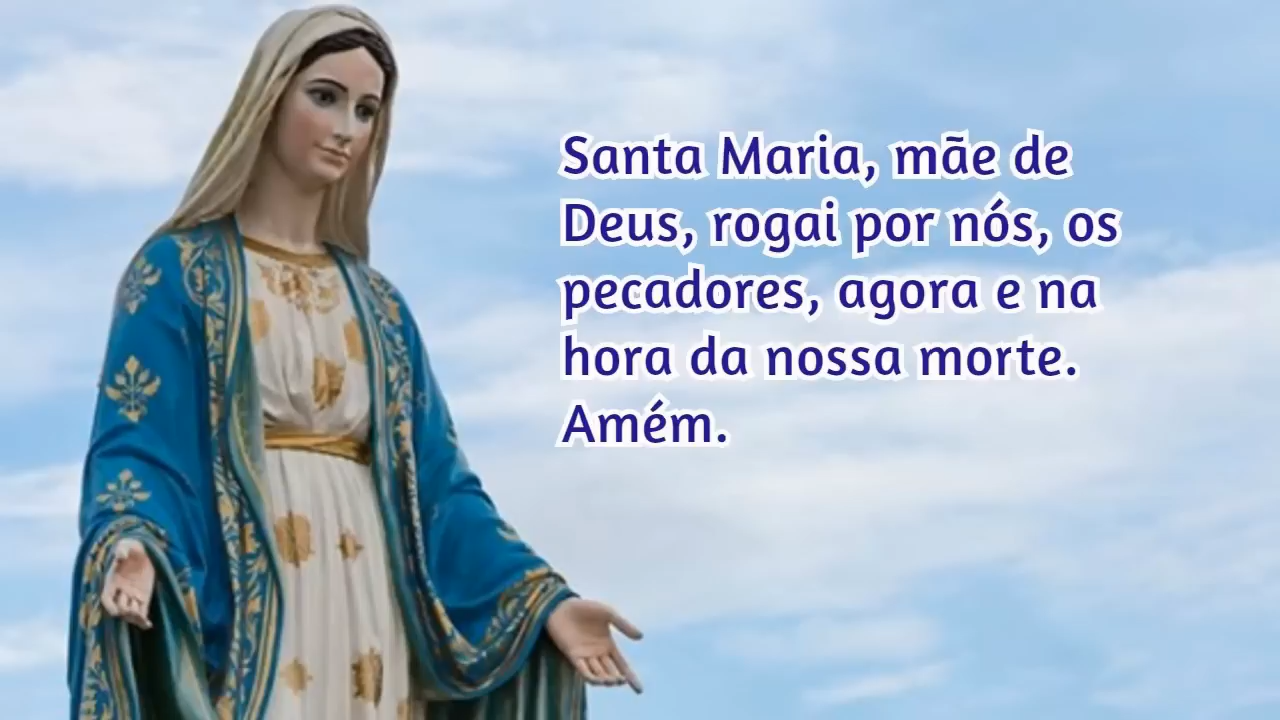 Santa Maria, mãe de
Deus, rogai por nós, os
pecadores, agora e na
hora da nossa morte.
Amém.